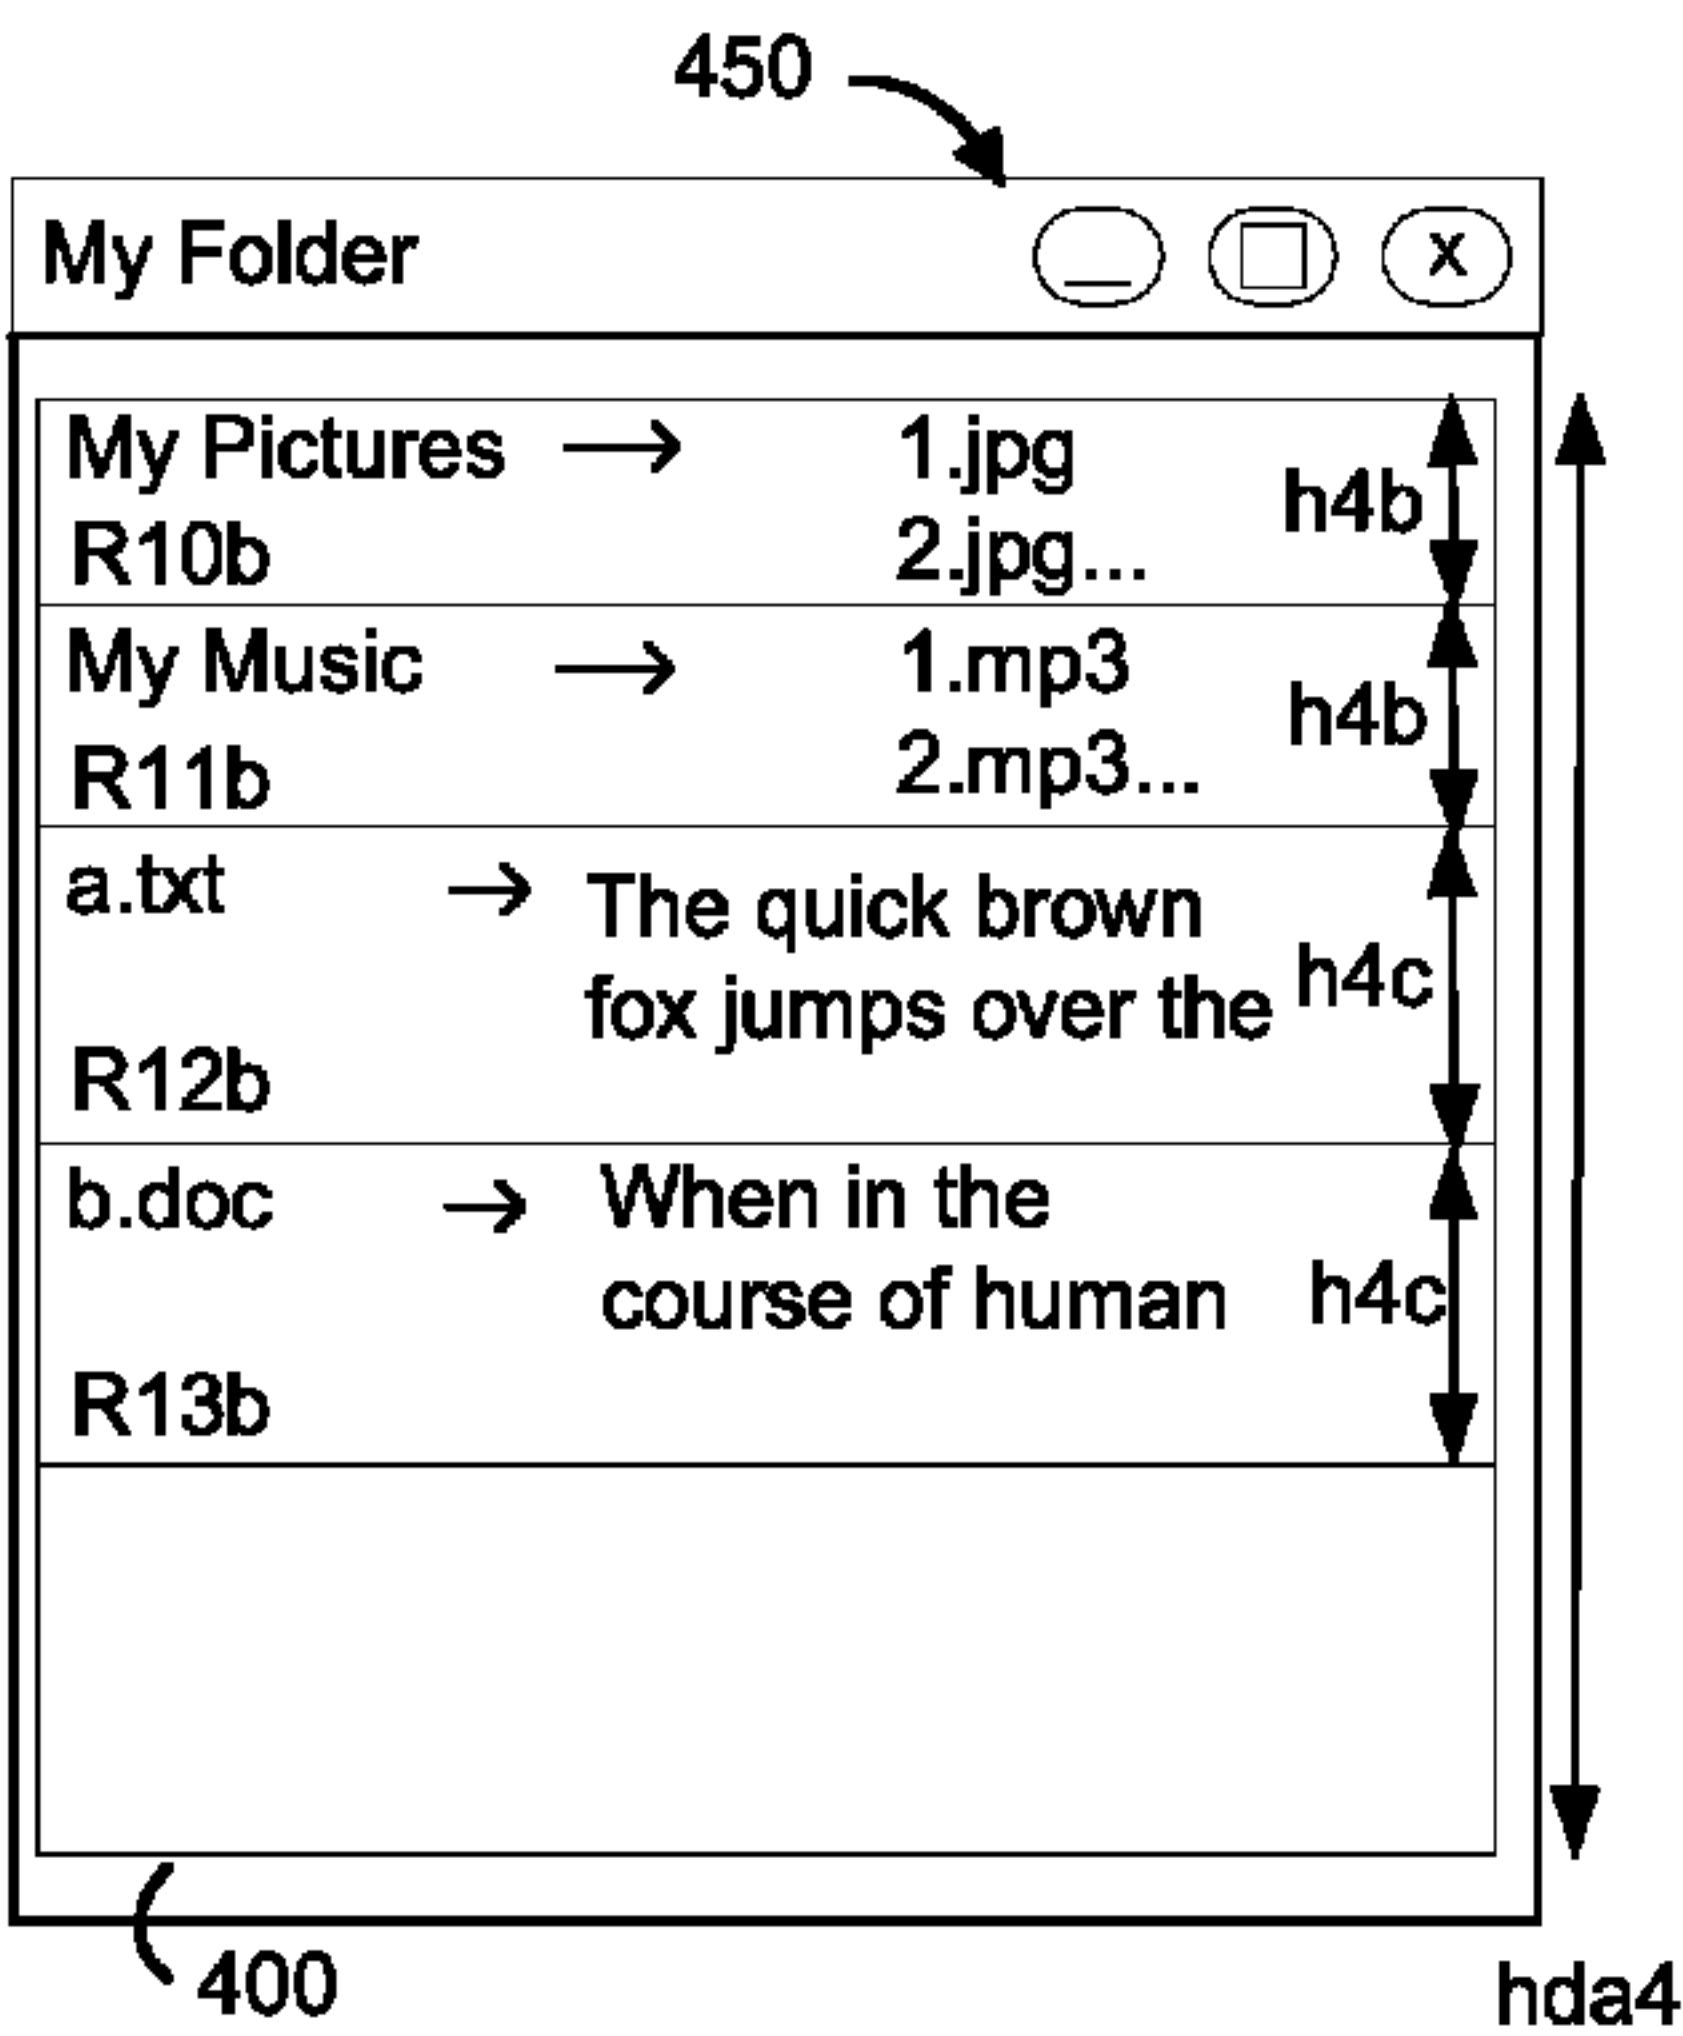 450
My Folder
X
My Pictures → 1.jpg
R10b 2.jpg...
h4b
My Music → 1.mp3
R11b 2.mp3...
h4b
a.txt → The quick brown
fox jumps over the
h4c
R12b
b.doc → When in the
course of human
h4c
R13b
400
hda4